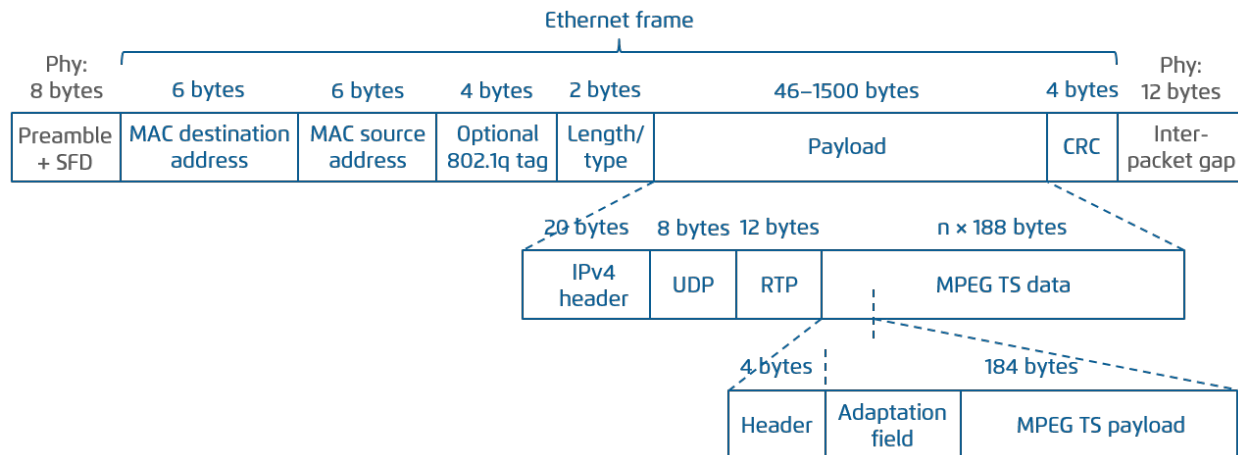 Ethernet frame
Phy:
8 bytes
6 bytes
6 bytes
4 bytes
2 bytes
46–1500 bytes
4 bytes
Phy:
12 bytes
Preamble
+ SFD
MAC destination
address
MAC source
address
Optional
802.1q tag
Length/
type
Payload
CRC
Inter-
packet gap
20 bytes
8 bytes
12 bytes
n × 188 bytes
IPv4
header
UDP
RTP
MPEG TS data
4 bytes
184 bytes
Header
Adaptation
field
MPEG TS payload